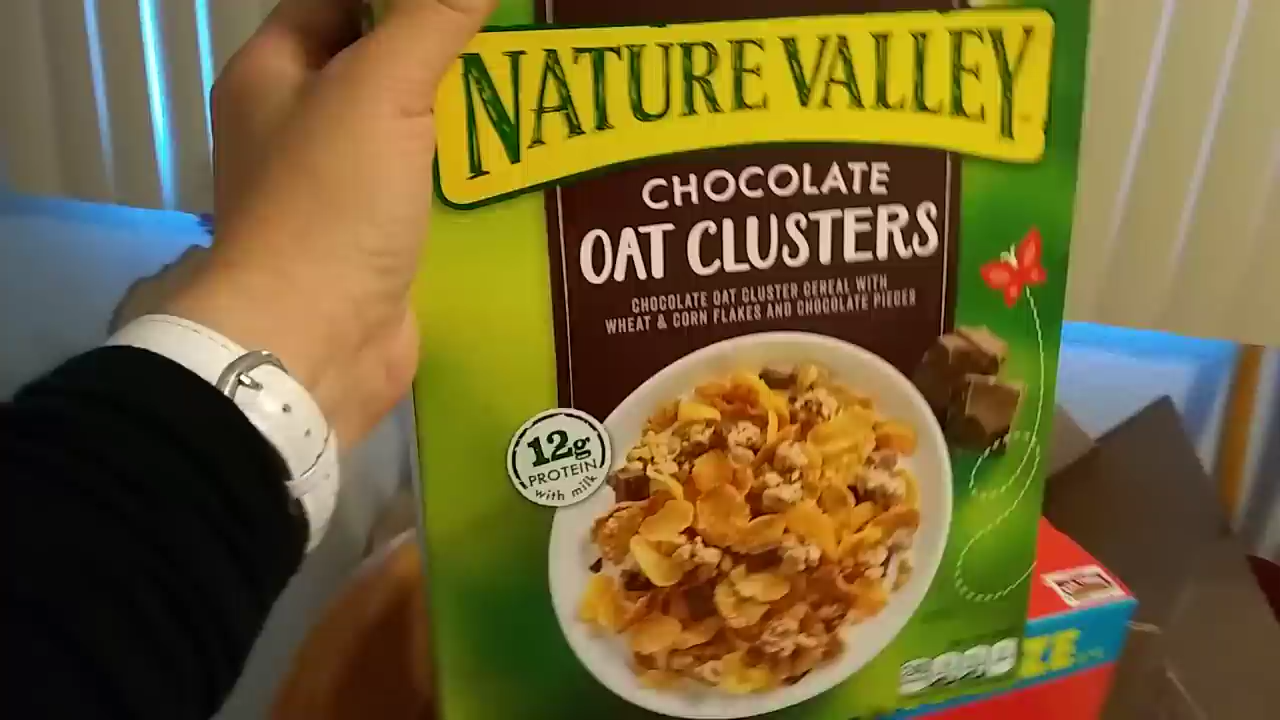 NATURE VALLEY
CHOCOLATE
OAT CLUSTERS
CHOCOLATE OAT CLUSTER CEREAL WITH
WHEAT & CORN FLAKES AND CHOCOLATE PIECES
12g
PROTEIN
with milk